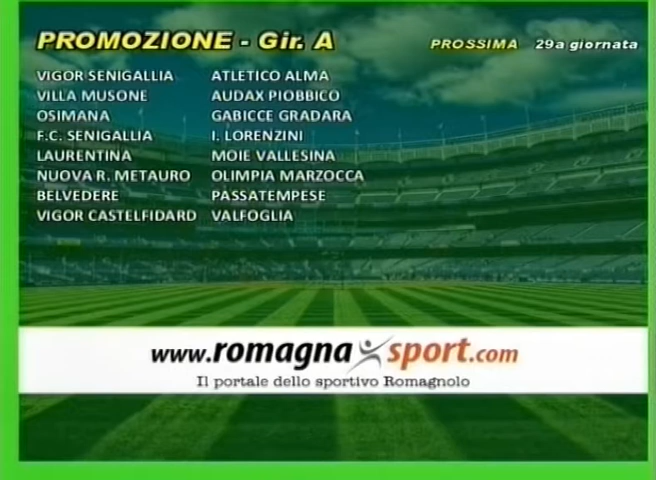 PROMOZIONE - Gir. A
PROSSIMA 29a giornata
VIGOR SENIGALLIA ATLETICO ALMA
VILLA MUSONE AUDAX PIOBBICO
OSIMANA GABICCE GRADARA
F.C. SENIGALLIA I. LORENZINI
LAURENTINA MOIE VALLESINA
NUOVA R. METAURO OLIMPIA MARZOCCA
BELVEDERE PASSATEMPESE
VIGOR CASTELFIDARD VALFOGLIA
www.romagnasport.com
Il portale dello sportivo Romagnolo